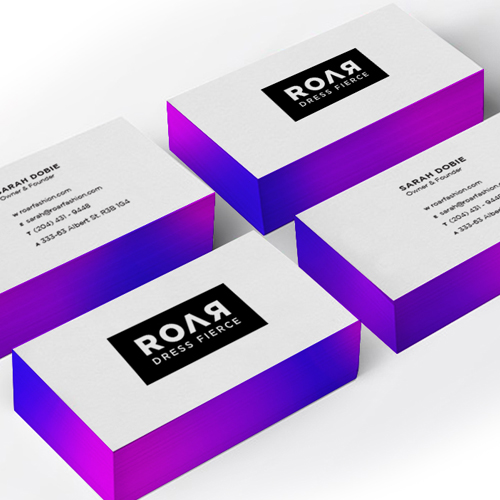 ROAR
DRESS FIERCE
SARAH DOBIE
Owner & Founder
w roarfashion.com
E sarah@roarfashion.com
T (204) 431 - 9448
A 333-63 Albert St. R3B 1G4
SARAH DOBIE
Owner & Founder
w roarfashion.com
E sarah@roarfashion
T (204) 431 - 9448
A 333-63 Albert St. R3B
ROAR
DRESS FIERCE